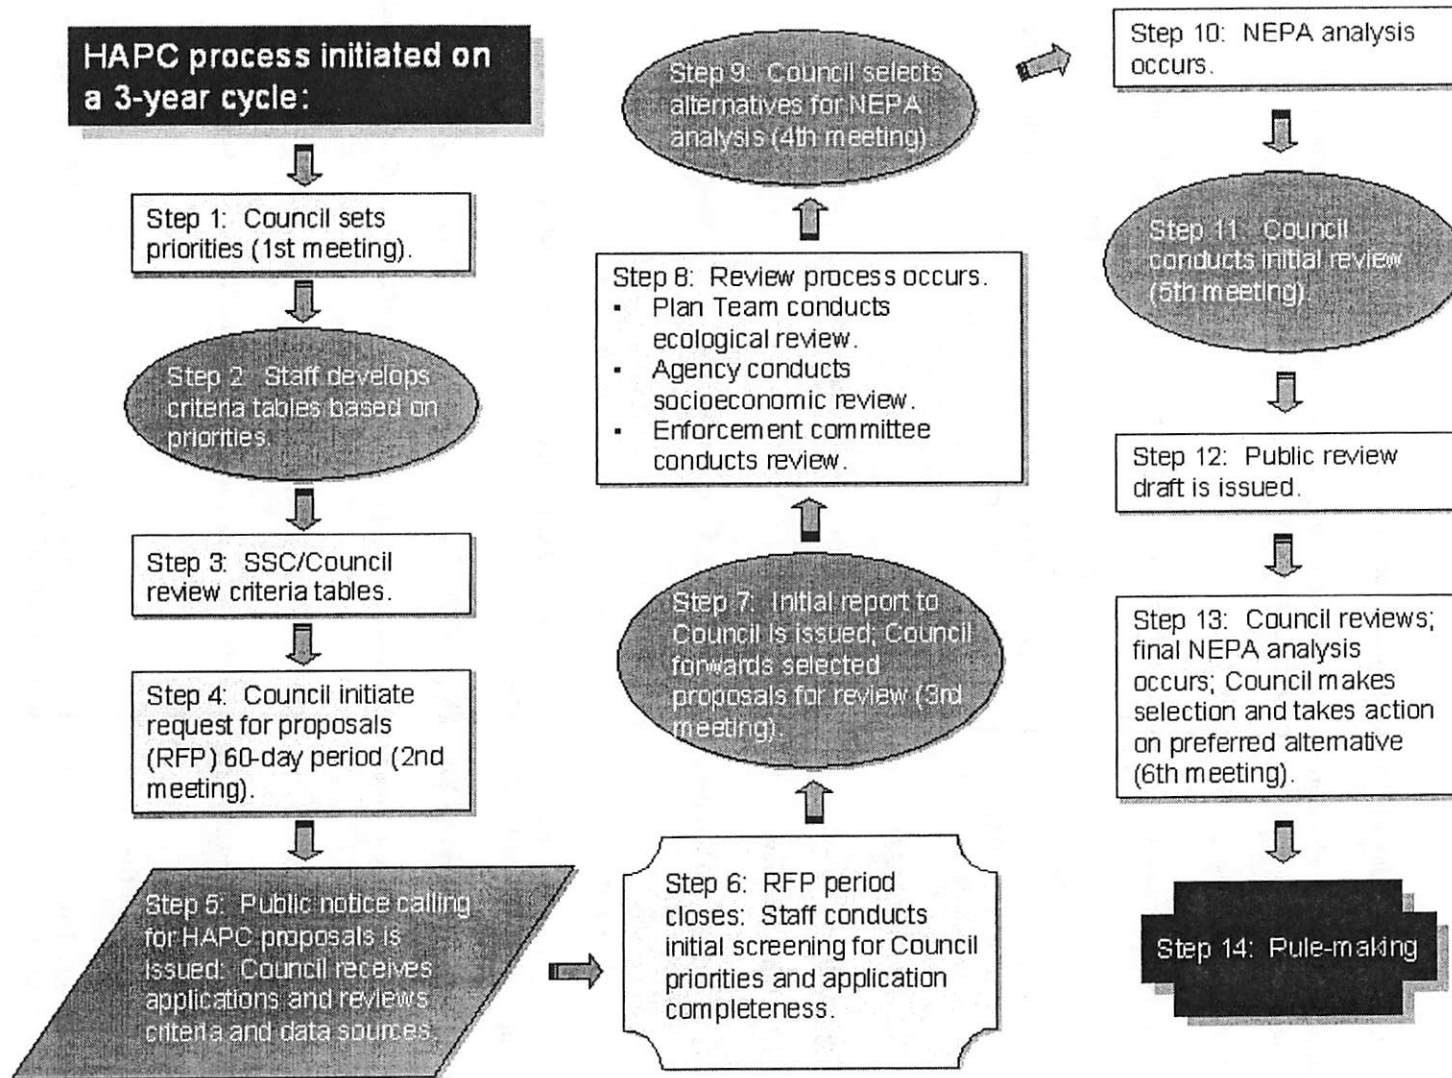 HAPC process initiated on
a 3-year cycle:
Step 1: Council sets
priorities (1st meeting).
Step 2: Staff develops
criteria tables based on
priorities.
Step 3: SSC/Council
review criteria tables.
Step 4: Council initiate
request for proposals
(RFP) 60-day period (2nd
meeting).
Step 5: Public notice calling
for HAPC proposals is
issued: Council receives
applications and reviews
criteria and data sources.
Step 6: RFP period
closes: Staff conducts
initial screening for Council
priorities and application
completeness.
Step 7: Initial report to
Council is issued; Council
forwards selected
proposals for review (3rd
meeting).
Step 8: Review process occurs.
▪ Plan Team conducts
ecological review.
▪ Agency conducts
socioeconomic review.
▪ Enforcement committee
conducts review.
Step 9: Council selects
alternatives for NEPA
analysis (4th meeting)
Step 10: NEPA analysis
occurs.
Step 11: Council
conducts initial review
(5th meeting).
Step 12: Public review
draft is issued.
Step 13: Council reviews;
final NEPA analysis
occurs; Council makes
selection and takes action
on preferred alternative
(6th meeting).
Step 14: Pule-making